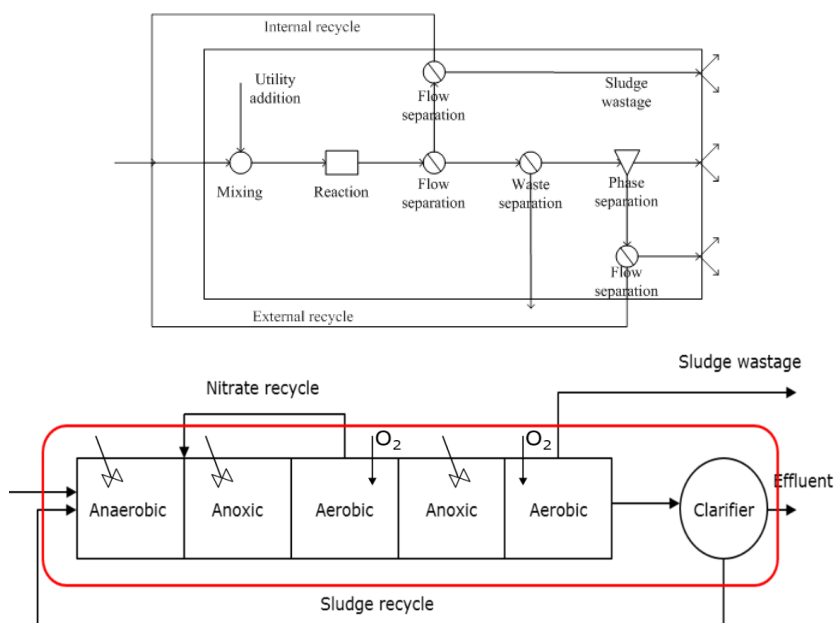 Internal recycle
Utility
addition
Flow
separation
Sludge
wastage
Mixing
Reaction
Flow
separation
Waste
separation
Phase
separation
Flow
separation
External recycle
Sludge wastage
Nitrate recycle
O2
O2
Effluent
Anaerobic
Anoxic
Aerobic
Anoxic
Aerobic
Clarifier
Sludge recycle